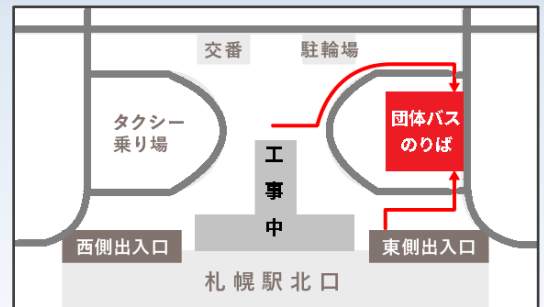 交番
駐輪場
タクシー
乗り場
団体バス
のりば
工
事
中
西側出入口
東側出入口
札幌駅北口